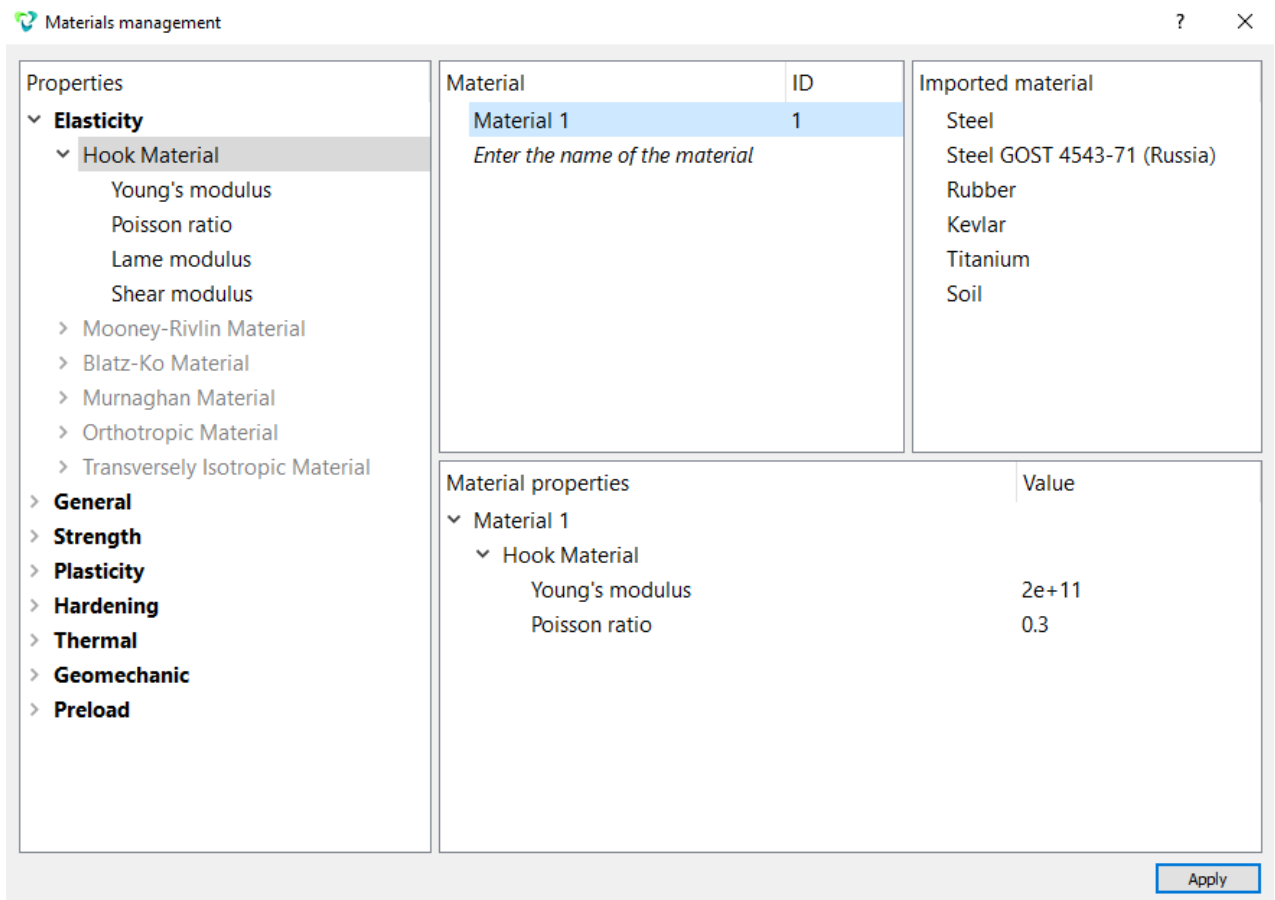 Materials management
?
Properties
Elasticity
Hook Material
Young's modulus
Poisson ratio
Lame modulus
Shear modulus
Mooney-Rivlin Material
Blatz-Ko Material
Murnaghan Material
Orthotropic Material
Transversely Isotropic Material
General
Strength
Plasticity
Hardening
Thermal
Geomechanic
Preload
Material ID
Material 1 1
Enter the name of the material
Imported material
Steel
Steel GOST 4543-71 (Russia)
Rubber
Kevlar
Titanium
Soil
Material properties Value
Material 1
Hook Material
Young's modulus 2e+11
Poisson ratio 0.3
Apply